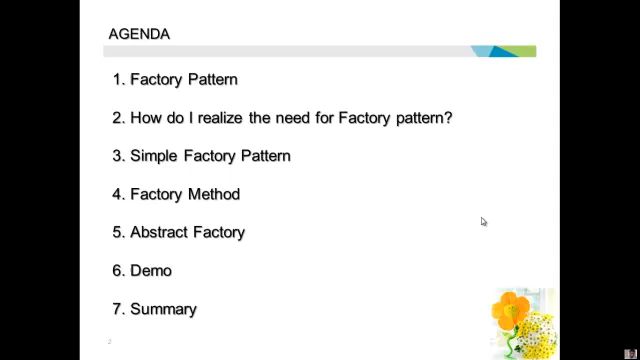 AGENDA
1. Factory Pattern
2. How do I realize the need for Factory pattern?
3. Simple Factory Pattern
4. Factory Method
5. Abstract Factory
6. Demo
7. Summary
2